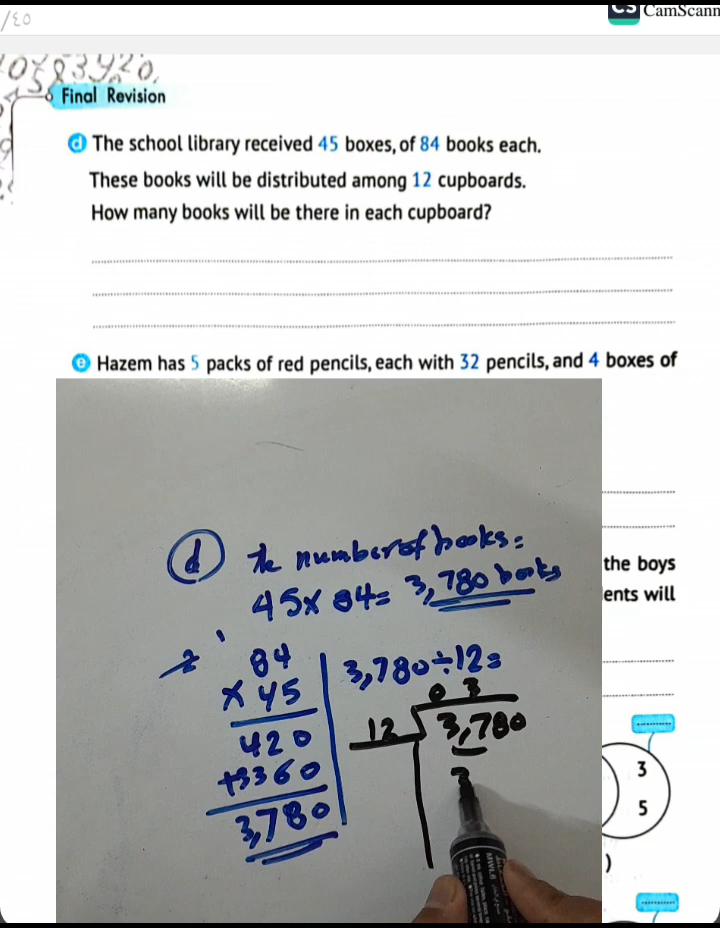 /٤٥
CamScann
Final Revision
d The school library received 45 boxes, of 84 books each.
These books will be distributed among 12 cupboards.
How many books will be there in each cupboard?
e Hazem has 5 packs of red pencils, each with 32 pencils, and 4 boxes of
the boys
ents will
3
5
)
d The number of books =
45 x 84 = 3,780 books
84
x 45
420
+3360
3,780
3,780 ÷ 12 =
0 3
12 3,780
3